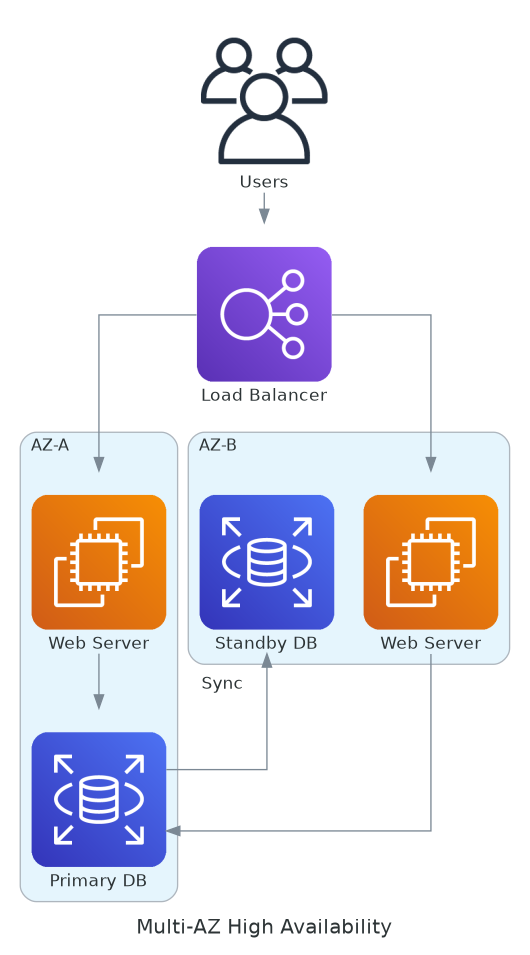 Users
Load Balancer
AZ-A
AZ-B
Web Server
Standby DB
Web Server
Sync
Primary DB
Multi-AZ High Availability